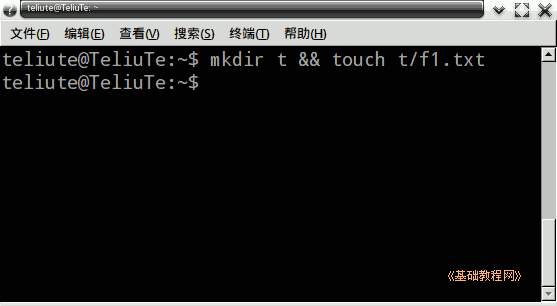 teliute@TeliuTe: ~
文件(F) 编辑(E) 查看(V) 搜索(S) 终端(T) 帮助(H)
teliute@TeliuTe:~$ mkdir t && touch t/f1.txt
teliute@TeliuTe:~$
《基础教程网》